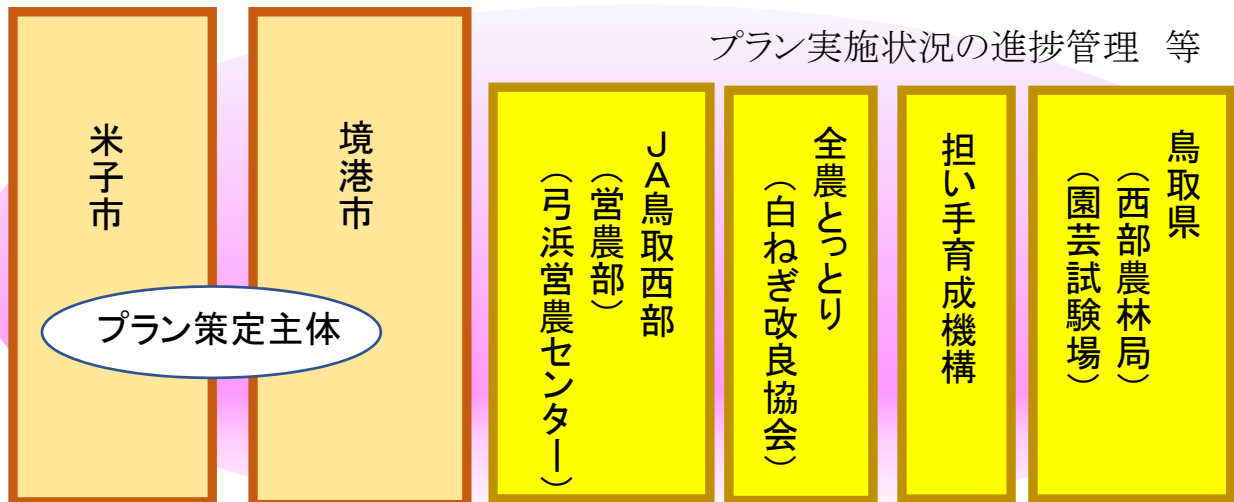 プラン実施状況の進捗管理　等
米子市
境港市
プラン策定主体
ＪＡ鳥取西部
（営農部）
（弓浜営農センター）
全農とっとり
（白ねぎ改良協会）
担い手育成機構
鳥取県
（西部農林局）
（園芸試験場）